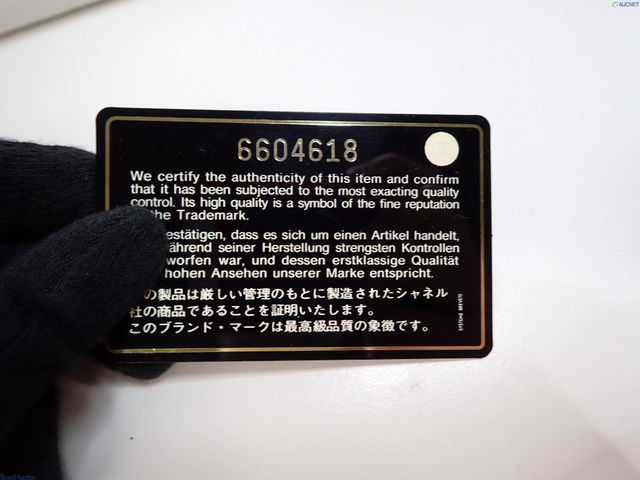 AUCNET
6604618
We certify the authenticity of this item and confirm
that it has been subjected to the most exacting quality
control. Its high quality is a symbol of the fine reputation
the Trademark.
estätigen, dass es sich um einen Artikel handelt,
ährend seiner Herstellung strengsten Kontrollen
worfen war, und dessen erstklassige Qualität
hohen Ansehen unserer Marke entspricht.
の製品は厳しい管理のもとに製造されたシャネル
社の商品であることを証明いたします。
このブランド・マークは最高級品質の象徴です。
SYSTEME BREVETE